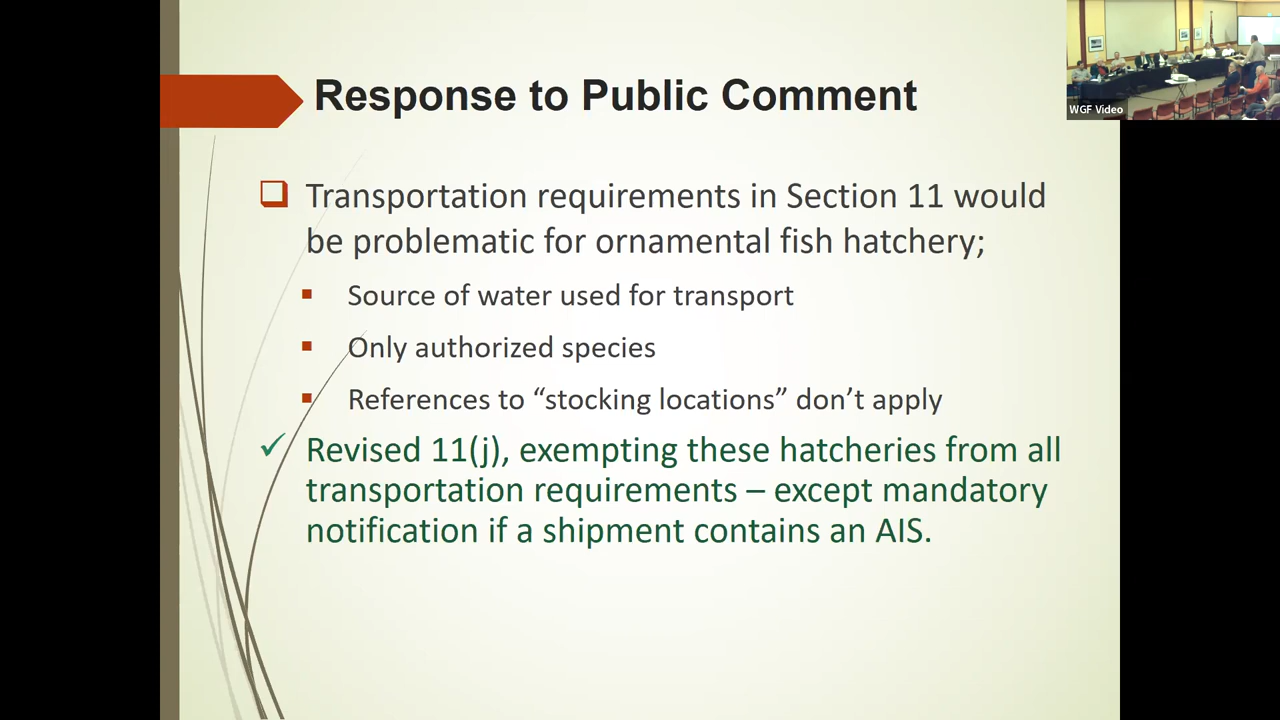 Response to Public Comment
WGF Video
Transportation requirements in Section 11 would
be problematic for ornamental fish hatchery;
Source of water used for transport
Only authorized species
References to “stocking locations” don’t apply
Revised 11(j), exempting these hatcheries from all
transportation requirements – except mandatory
notification if a shipment contains an AIS.